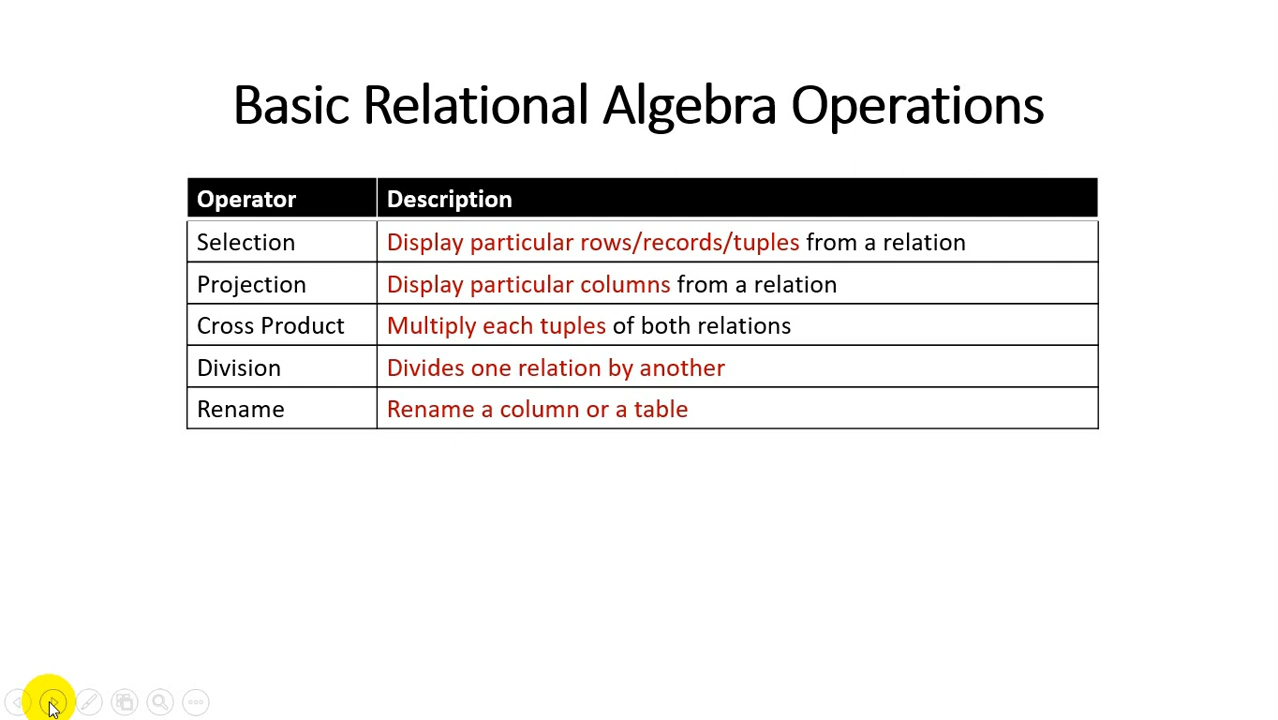 Basic Relational Algebra Operations
Operator Description
Selection Display particular rows/records/tuples from a relation
Projection Display particular columns from a relation
Cross Product Multiply each tuples of both relations
Division Divides one relation by another
Rename Rename a column or a table